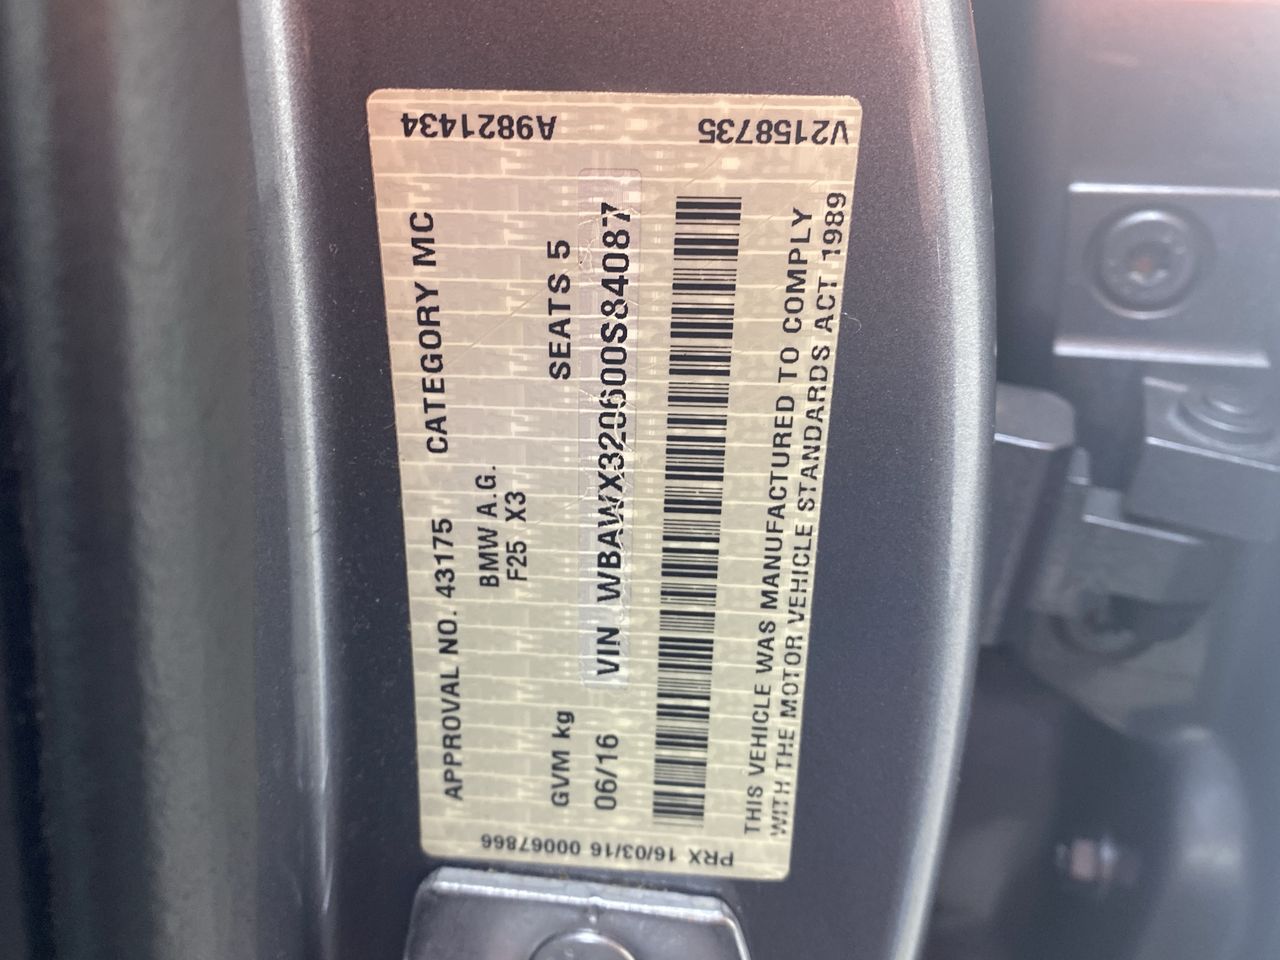 APPROVAL NO. 43175 CATEGORY MC
BMW A.G.
F25 X3
GVM kg SEATS 5
06/16 VIN WBAWX320600S84087
THIS VEHICLE WAS MANUFACTURED TO COMPLY
WITH THE MOTOR VEHICLE STANDARDS ACT 1989
A9821434
V2158735
PRX 16/03/16 00067866